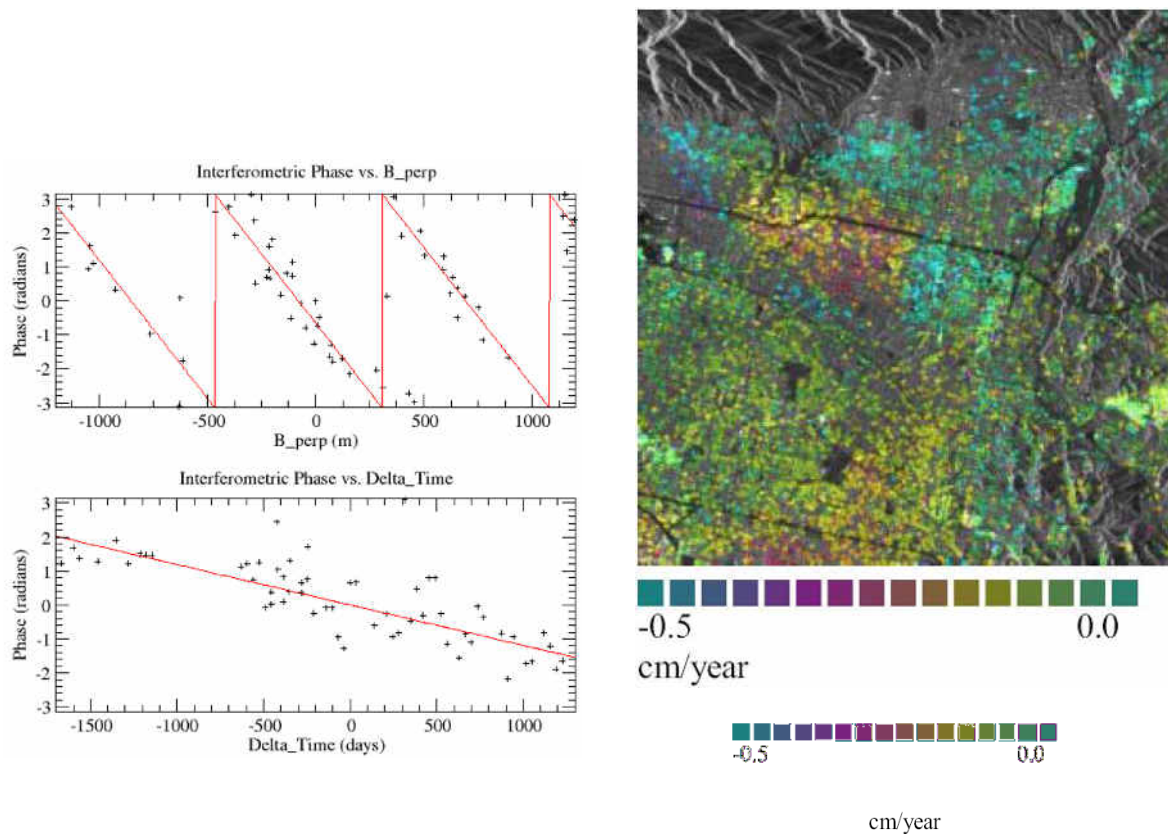 Interferometric Phase vs. B_perp
3
2
1
0
-1
-2
-3
Phase (radians)
-1000 -500 0 500 1000
B_perp (m)
Interferometric Phase vs. Delta_Time
3
2
1
0
-1
-2
-3
Phase (radians)
-1500 -1000 -500 0 500 1000
Delta_Time (days)
-0.5 0.0
cm/year
-0.5 0.0
cm/year